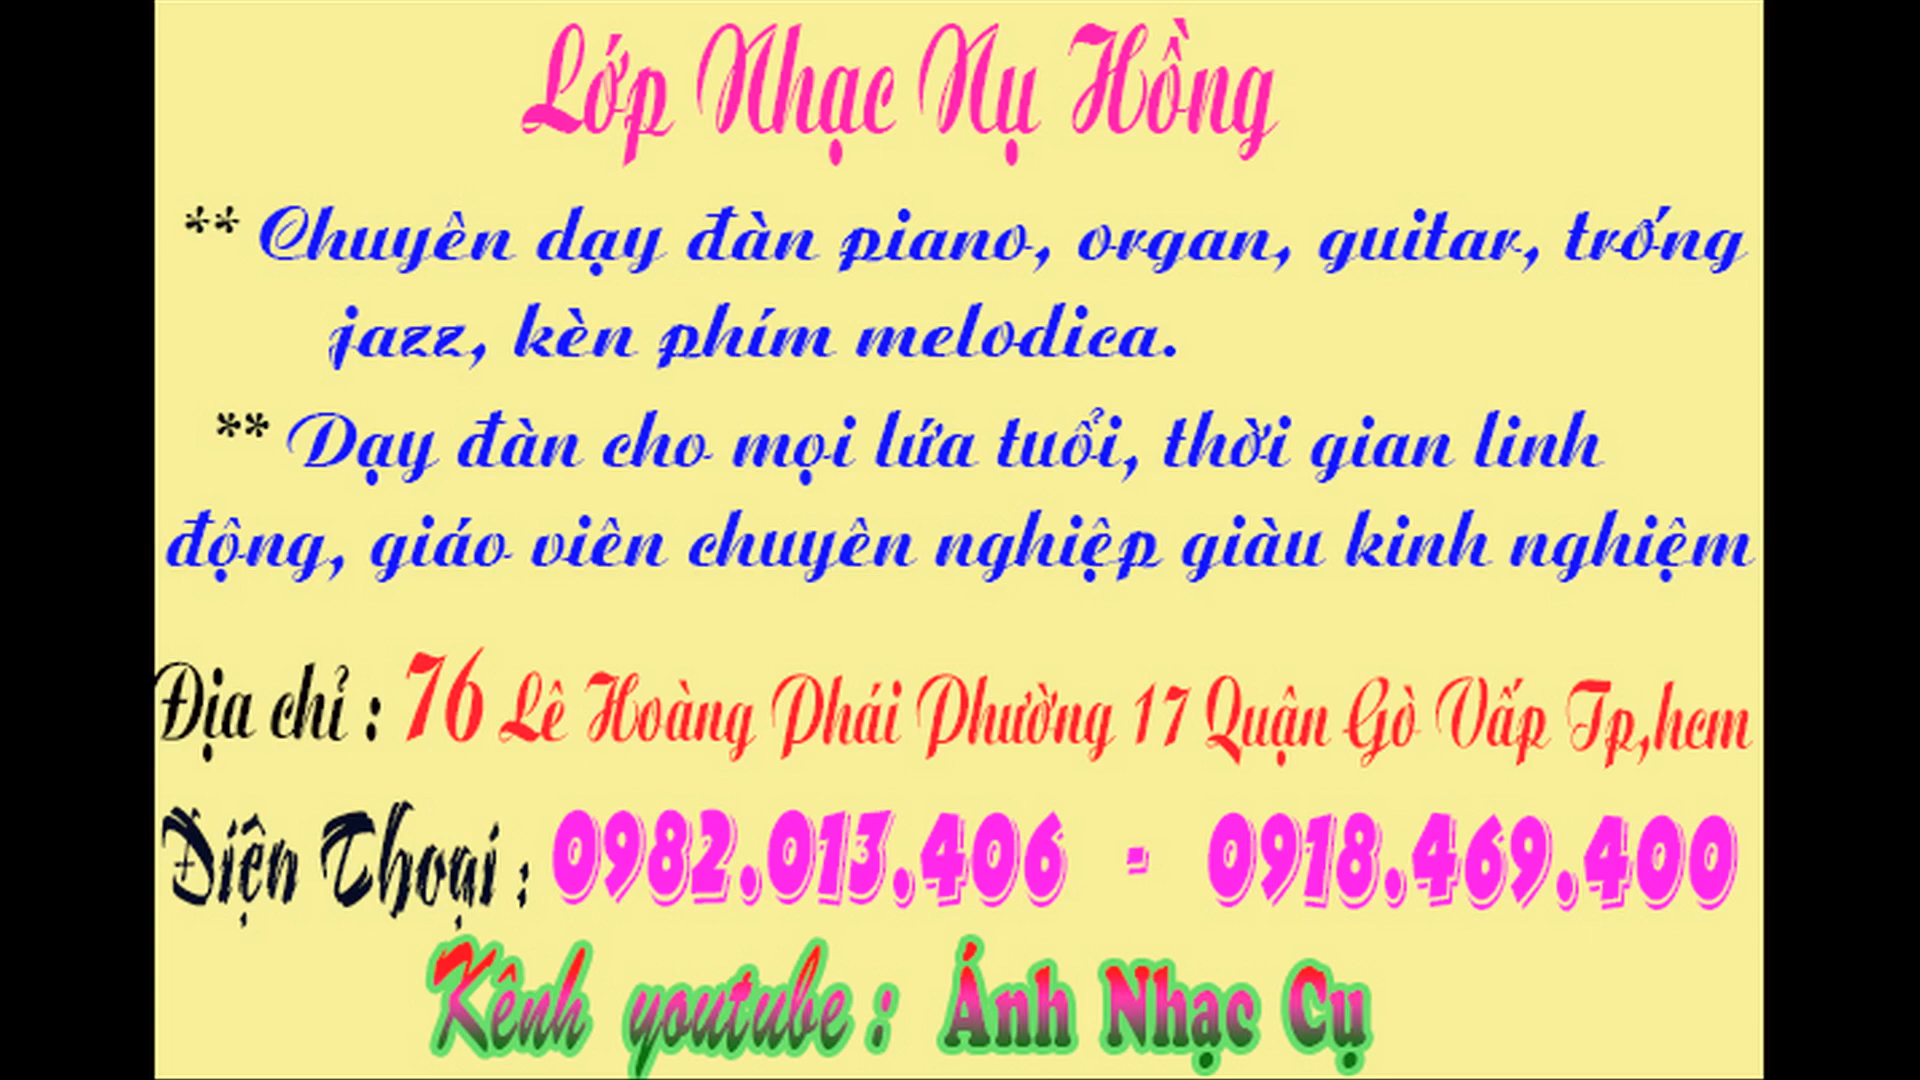 Lớp Nhạc Nụ Hồng
** Chuyên dạy đàn piano, organ, guitar, trống
jazz, kèn phím melodica.
** Dạy đàn cho mọi lứa tuổi, thời gian linh
động, giáo viên chuyên nghiệp giàu kinh nghiệm
Địa chỉ : 76 Lê Hoàng Phái Phường 17 Quận Gò Vấp Tp,hcm
Điện Thoại : 0982.013.406 - 0918.469.400
Kênh youtube : Ánh Nhạc Cụ